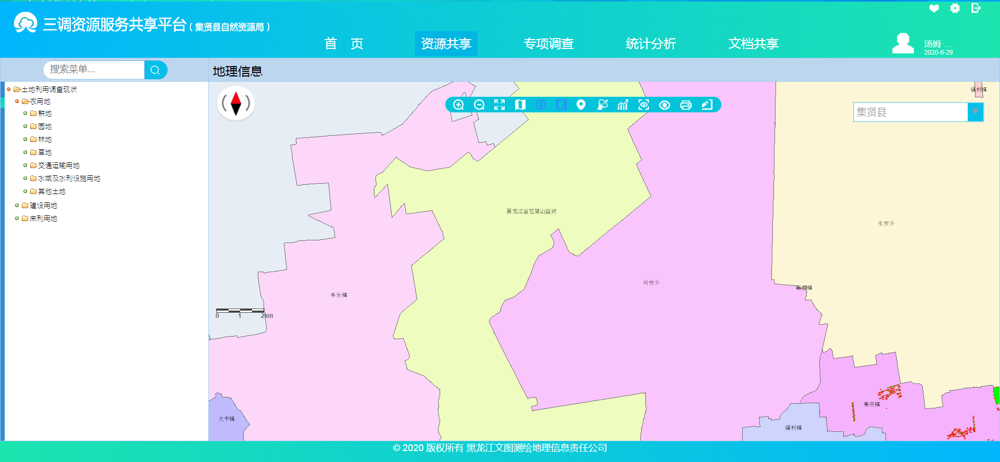 三调资源服务共享平台（集贤县自然资源局）
首 页 资源共享 专项调查 统计分析 文档共享
汤姆·...
2020-6-29
搜索菜单...
地理信息
土地利用调查现状
农用地
耕地
园地
林地
草地
交通运输用地
水域及水利设施用地
其他土地
建设用地
未利用地
福利镇
集贤县
黑龙江省笔架山监狱
永安乡
兴安乡
集贤镇
丰乐镇
0 1 2km
集贤镇
太平镇
福利镇
© 2020 版权所有 黑龙江文图测绘地理信息责任公司